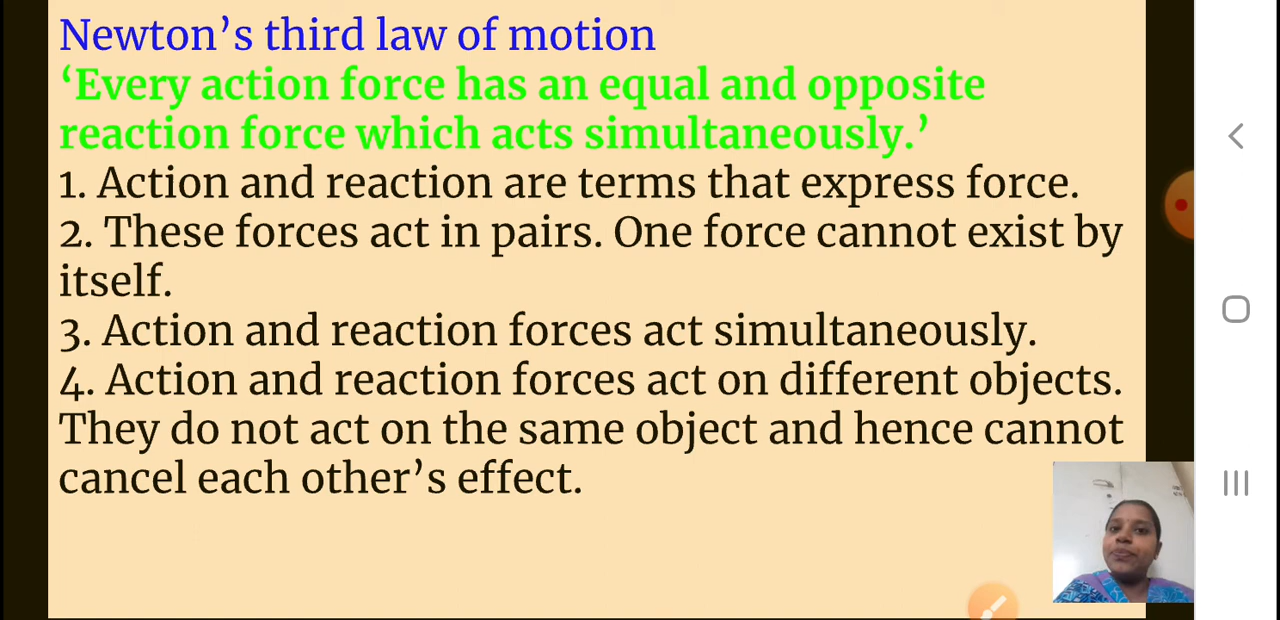 Newton’s third law of motion
‘Every action force has an equal and opposite
reaction force which acts simultaneously.’
1. Action and reaction are terms that express force.
2. These forces act in pairs. One force cannot exist by
itself.
3. Action and reaction forces act simultaneously.
4. Action and reaction forces act on different objects.
They do not act on the same object and hence cannot
cancel each other’s effect.